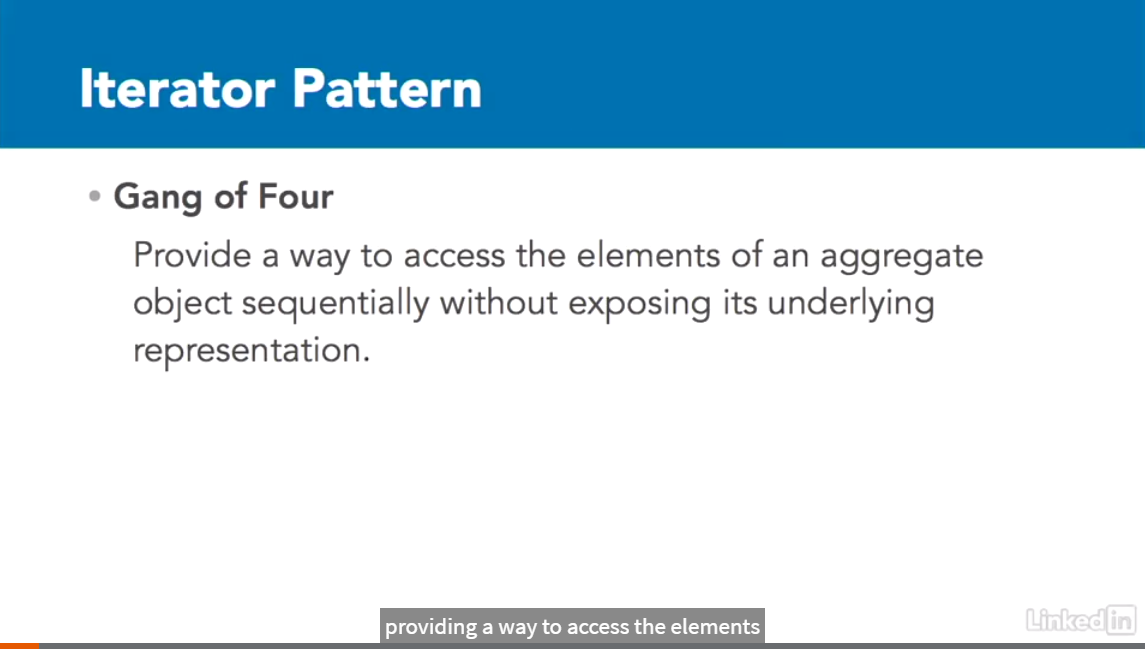 Iterator Pattern
• Gang of Four
Provide a way to access the elements of an aggregate
object sequentially without exposing its underlying
representation.
providing a way to access the elements
LinkedIn